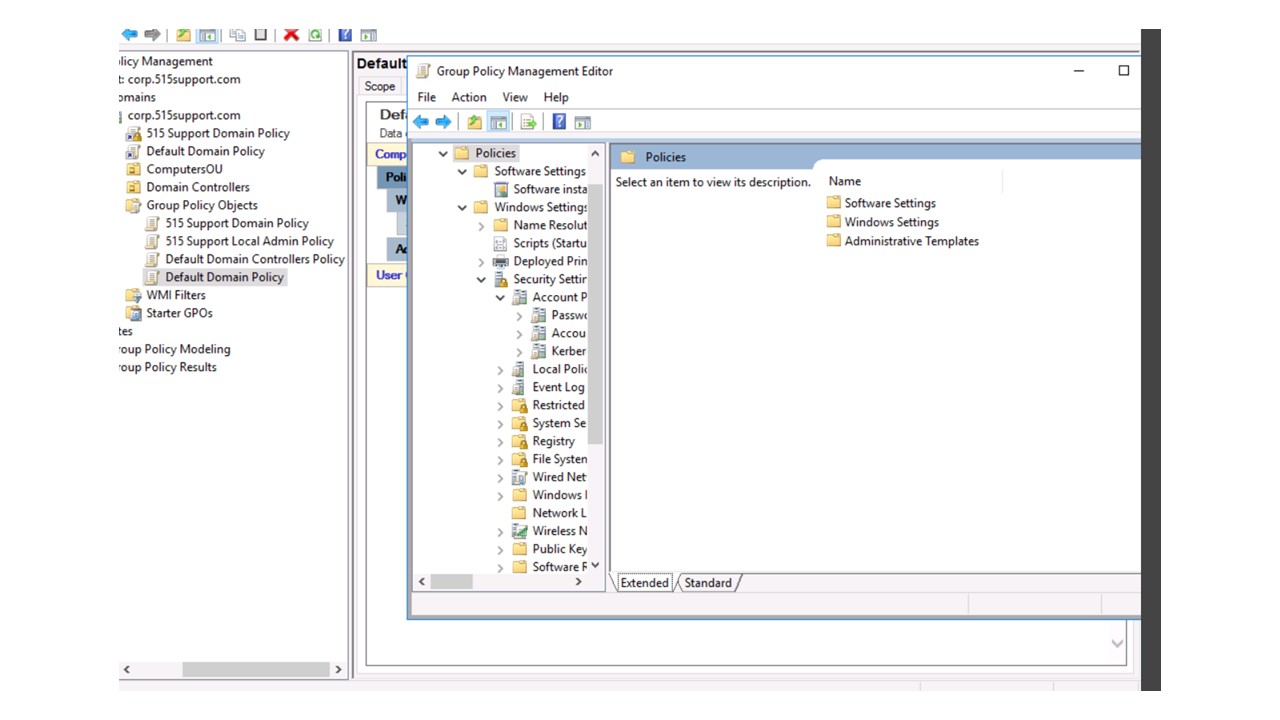 licy Management
t: corp.515support.com
omains
corp.515support.com
515 Support Domain Policy
Default Domain Policy
ComputersOU
Domain Controllers
Group Policy Objects
515 Support Domain Policy
515 Support Local Admin Policy
Default Domain Controllers Policy
Default Domain Policy
WMI Filters
Starter GPOs
tes
roup Policy Modeling
roup Policy Results
Default
Scope
Defa
Data
Comp
Poli
W
Ad
User
Group Policy Management Editor
File Action View Help
Policies
Software Settings
Software insta
Windows Settings
Name Resolut
Scripts (Startu
Deployed Prin
Security Settin
Account P
Passwo
Accou
Kerber
Local Polic
Event Log
Restricted
System Se
Registry
File System
Wired Net
Windows
Network L
Wireless N
Public Key
Software R
Policies
Select an item to view its description.
Name
Software Settings
Windows Settings
Administrative Templates
Extended Standard